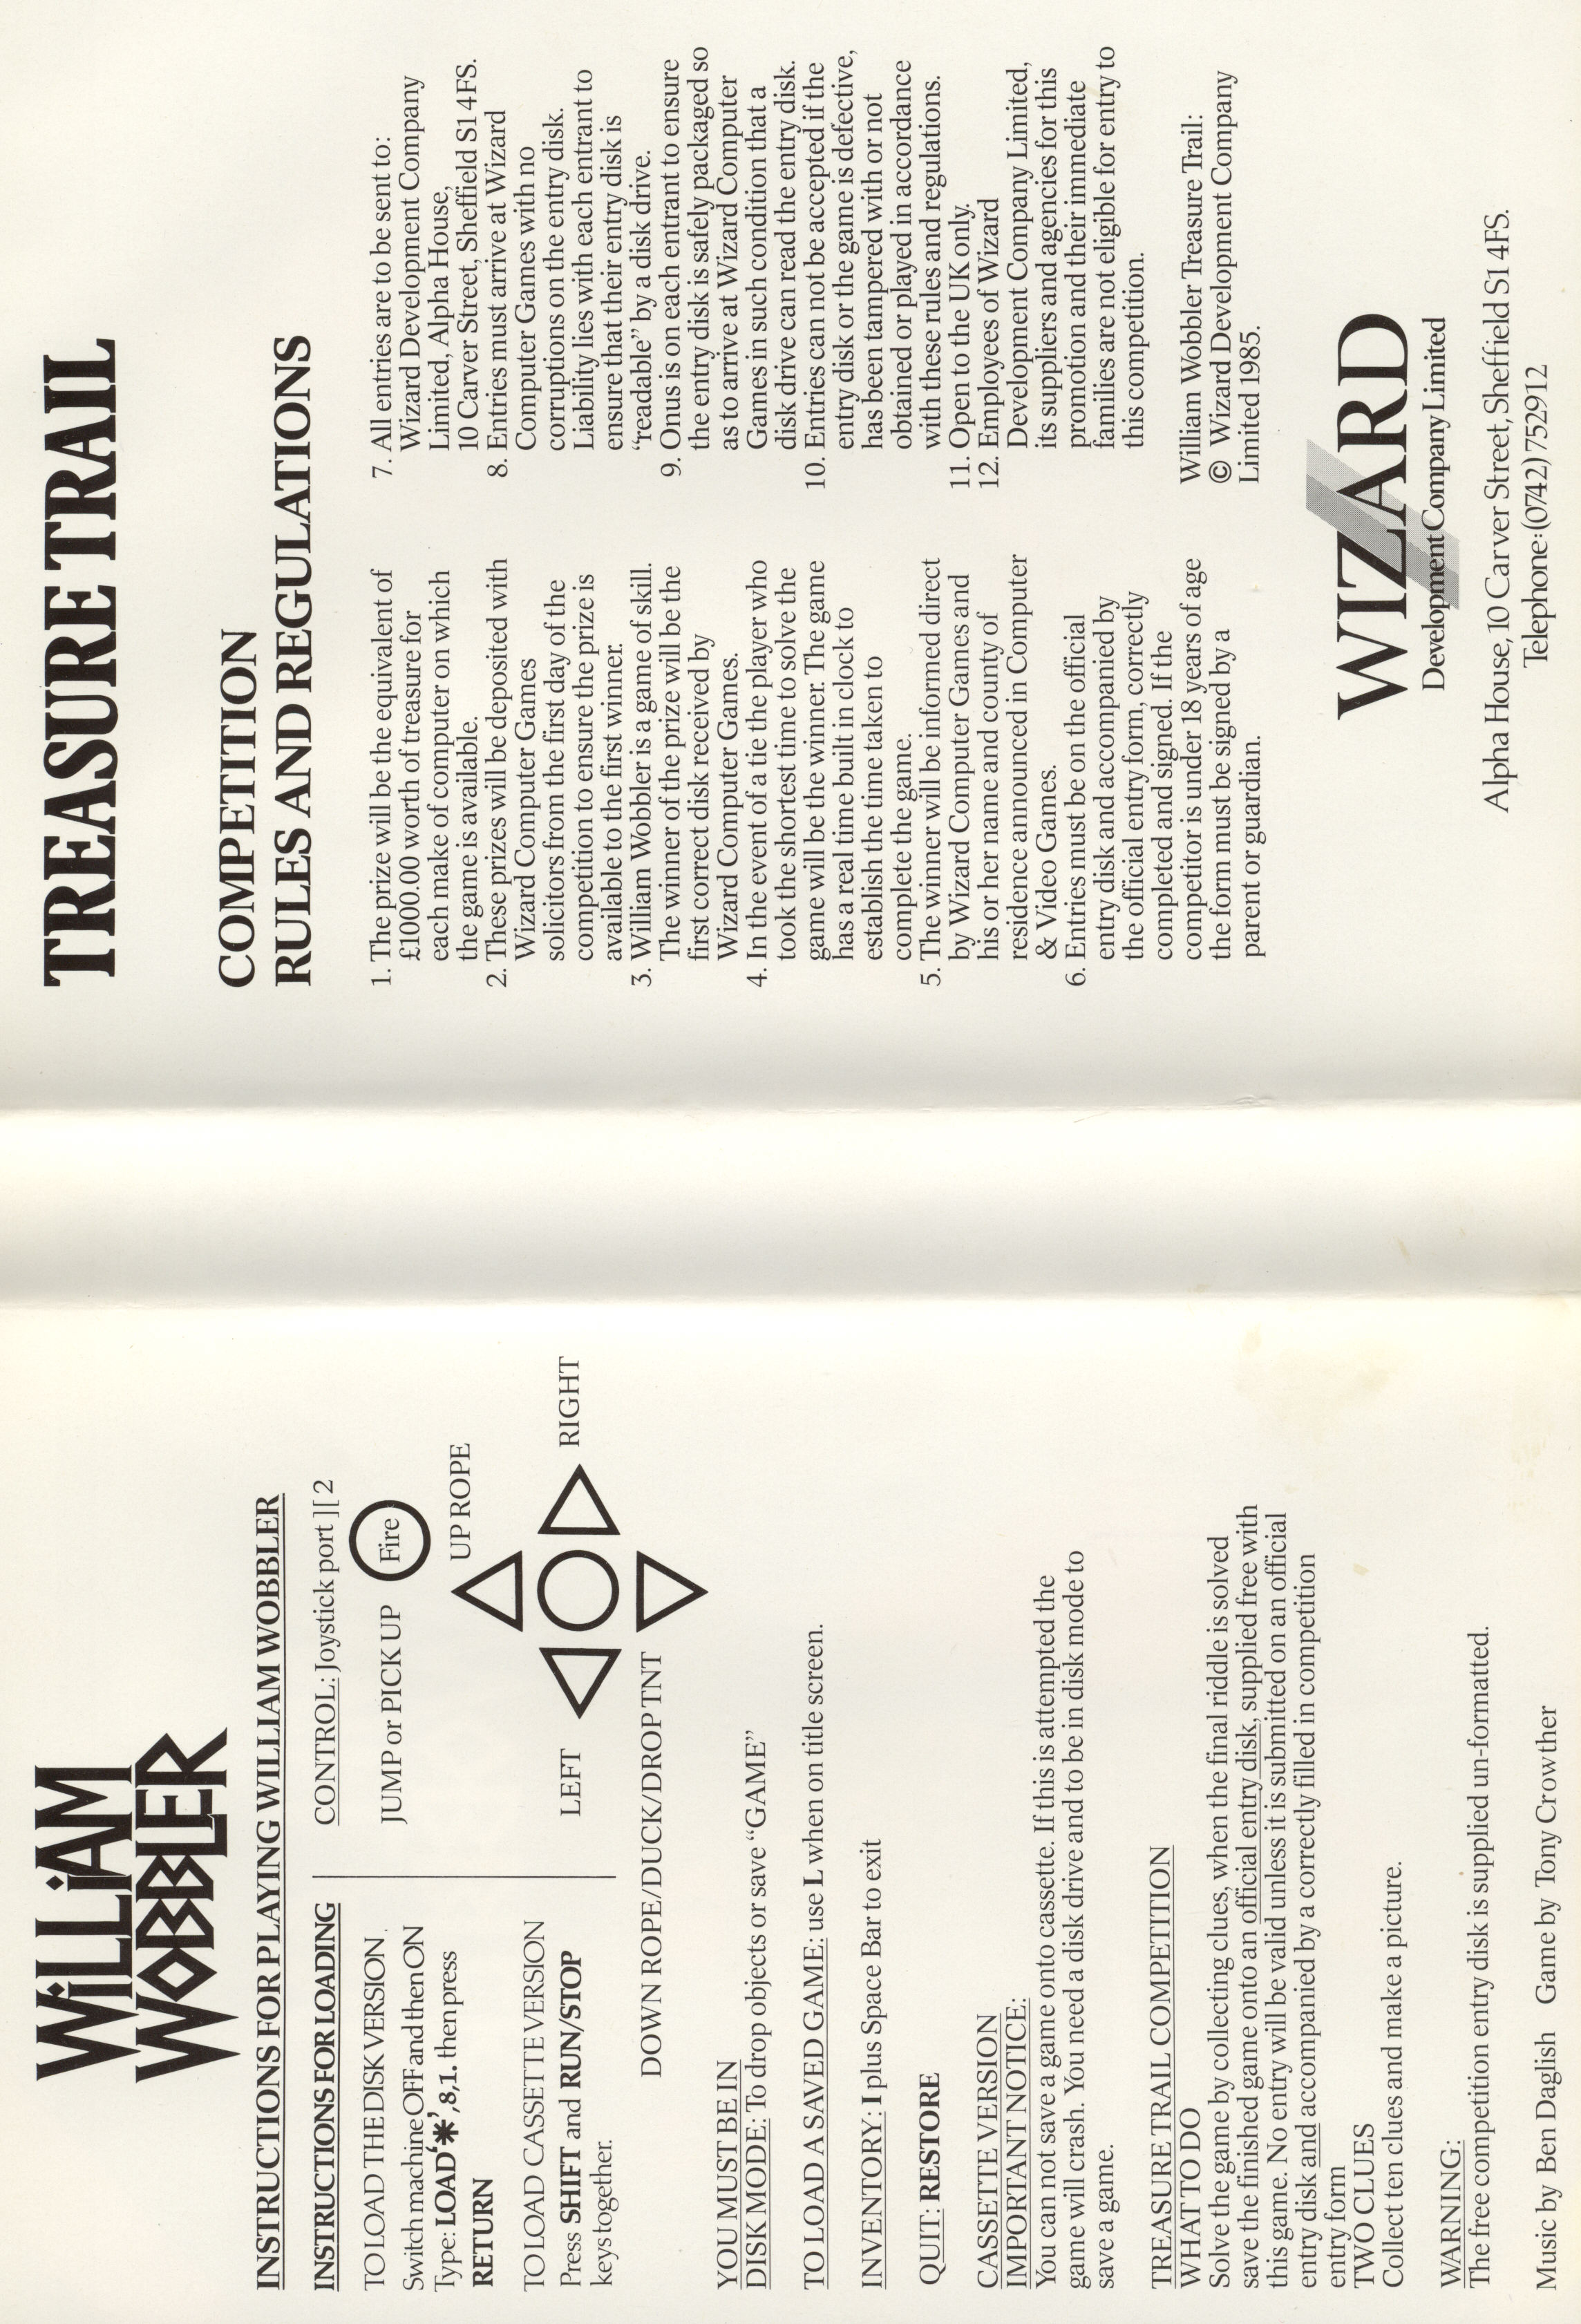 WILLIAM
WOBBLER
INSTRUCTIONS FOR PLAYING WILLIAM WOBBLER
INSTRUCTIONS FOR LOADING
TO LOAD THE DISK VERSION
Switch machine OFF and then ON
Type: LOAD‘*’,8,1. then press
RETURN
TO LOAD CASSETTE VERSION
Press SHIFT and RUN/STOP
keys together.
CONTROL: Joystick port ][ 2
JUMP or PICK UP
Fire
UP ROPE
LEFT
RIGHT
DOWN ROPE/DUCK/DROP TNT
YOU MUST BE IN
DISK MODE: To drop objects or save “GAME”
TO LOAD A SAVED GAME: use L when on title screen.
INVENTORY: I plus Space Bar to exit
QUIT: RESTORE
CASSETTE VERSION
IMPORTANT NOTICE:
You can not save a game onto cassette. If this is attempted the
game will crash. You need a disk drive and to be in disk mode to
save a game.
TREASURE TRAIL COMPETITION
WHAT TO DO
Solve the game by collecting clues, when the final riddle is solved
save the finished game onto an official entry disk, supplied free with
this game. No entry will be valid unless it is submitted on an official
entry disk and accompanied by a correctly filled in competition
entry form
TWO CLUES
Collect ten clues and make a picture.
WARNING:
The free competition entry disk is supplied un-formatted.
Music by Ben Daglish Game by Tony Crowther
TREASURE TRAIL
COMPETITION
RULES AND REGULATIONS
1. The prize will be the equivalent of
£1000.00 worth of treasure for
each make of computer on which
the game is available.
2. These prizes will be deposited with
Wizard Computer Games
solicitors from the first day of the
competition to ensure the prize is
available to the first winner.
3. William Wobbler is a game of skill.
The winner of the prize will be the
first correct disk received by
Wizard Computer Games.
4. In the event of a tie the player who
took the shortest time to solve the
game will be the winner. The game
has a real time built in clock to
establish the time taken to
complete the game.
5. The winner will be informed direct
by Wizard Computer Games and
his or her name and county of
residence announced in Computer
& Video Games.
6. Entries must be on the official
entry disk and accompanied by
the official entry form, correctly
completed and signed. If the
competitor is under 18 years of age
the form must be signed by a
parent or guardian.
7. All entries are to be sent to:
Wizard Development Company
Limited, Alpha House,
10 Carver Street, Sheffield S1 4FS.
8. Entries must arrive at Wizard
Computer Games with no
corruptions on the entry disk.
Liability lies with each entrant to
ensure that their entry disk is
“readable” by a disk drive.
9. Onus is on each entrant to ensure
the entry disk is safely packaged so
as to arrive at Wizard Computer
Games in such condition that a
disk drive can read the entry disk.
10. Entries can not be accepted if the
entry disk or the game is defective,
has been tampered with or not
obtained or played in accordance
with these rules and regulations.
11. Open to the UK only.
12. Employees of Wizard
Development Company Limited,
its suppliers and agencies for this
promotion and their immediate
families are not eligible for entry to
this competition.
William Wobbler Treasure Trail:
© Wizard Development Company
Limited 1985.
WIZARD
Development Company Limited
Alpha House, 10 Carver Street, Sheffield S1 4FS.
Telephone: (0742) 752912